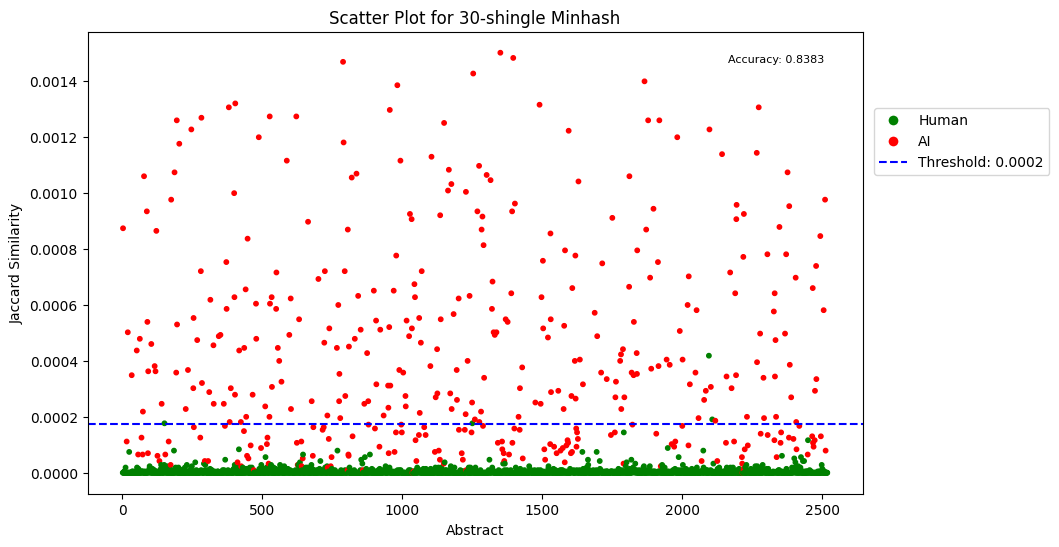 Scatter Plot for 30-shingle Minhash
Accuracy: 0.8383
Human
AI
Threshold: 0.0002
Jaccard Similarity
0.0014
0.0012
0.0010
0.0008
0.0006
0.0004
0.0002
0.0000
0
500
1000
1500
2000
2500
Abstract